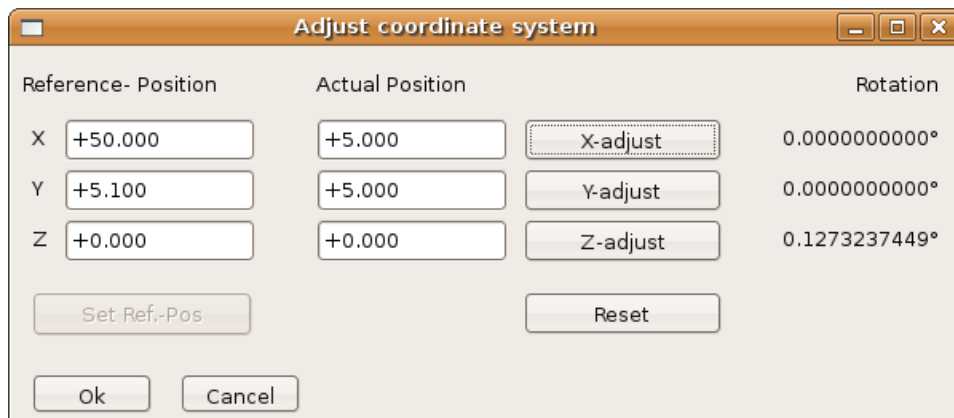 Adjust coordinate system
Reference- Position Actual Position Rotation
X +50.000 +5.000 X-adjust 0.0000000000°
Y +5.100 +5.000 Y-adjust 0.0000000000°
Z +0.000 +0.000 Z-adjust 0.1273237449°
Set Ref.-Pos Reset
Ok Cancel